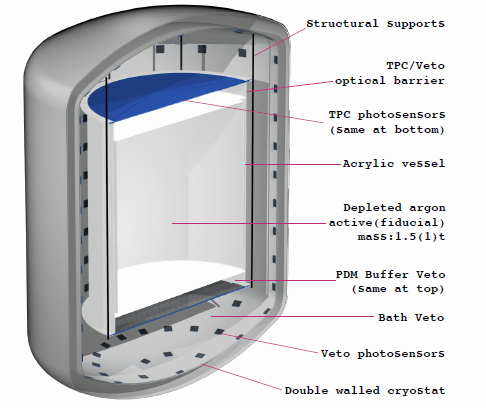 Structural Supports
TPC/Veto
optical barrier
TPC photosensors
(same at bottom)
Acrylic vessel
Depleted argon
active(fiducial)
mass:1.5(1)t
PDM Buffer Veto
(same at top)
Bath Veto
Veto photosensors
Double walled cryostat